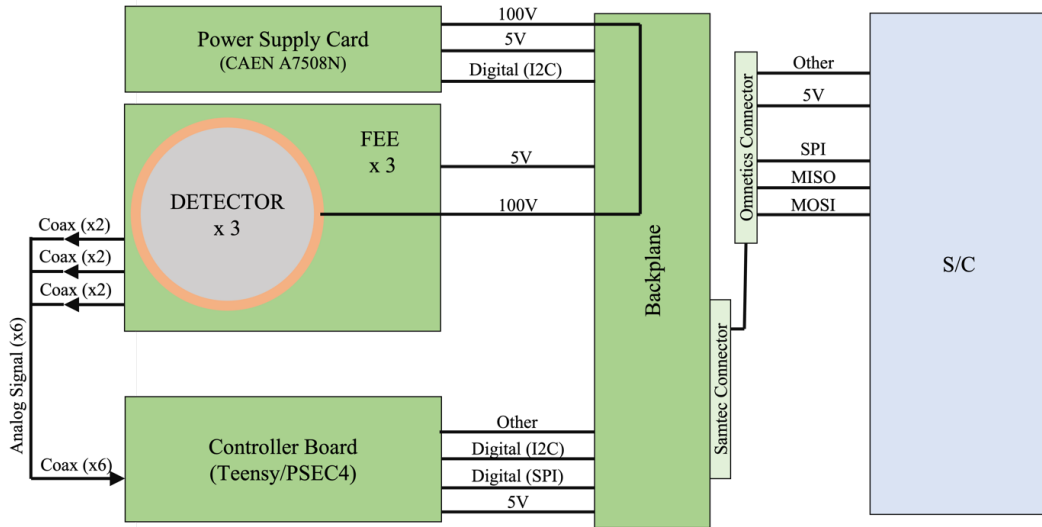 Power Supply Card
(CAEN A7508N)
100V
5V
Digital (I2C)
FEE
x 3
DETECTOR
x 3
5V
100V
Coax (x2)
Coax (x2)
Coax (x2)
Analog Signal (x6)
Coax (x6)
Controller Board
(Teensy/PSEC4)
Other
Digital (I2C)
Digital (SPI)
5V
Backplane
Samtec Connector
Omnetics Connector
Other
5V
SPI
MISO
MOSI
S/C